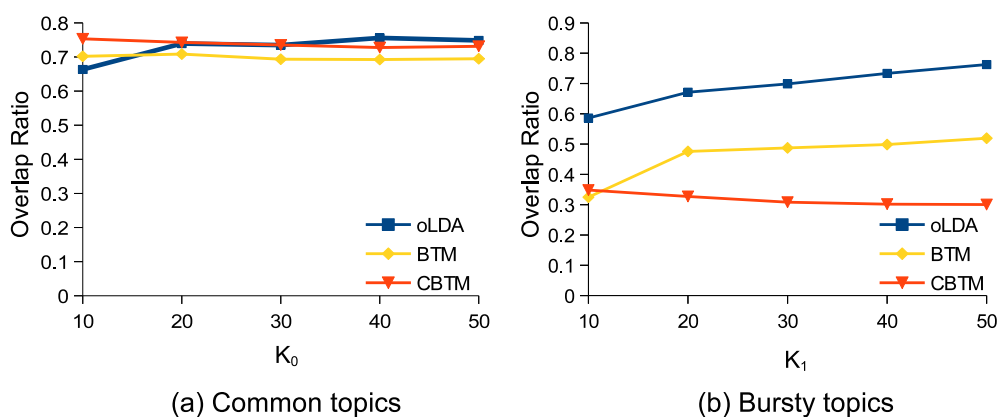 0.8
0.7
0.6
0.5
0.4
0.3
0.2
0.1
0
Overlap Ratio
oLDA
BTM
CBTM
10 20 30 40 50
K₀
(a) Common topics
0.9
0.8
0.7
0.6
0.5
0.4
0.3
0.2
0.1
0
Overlap Ratio
oLDA
BTM
CBTM
10 20 30 40 50
K₁
(b) Bursty topics